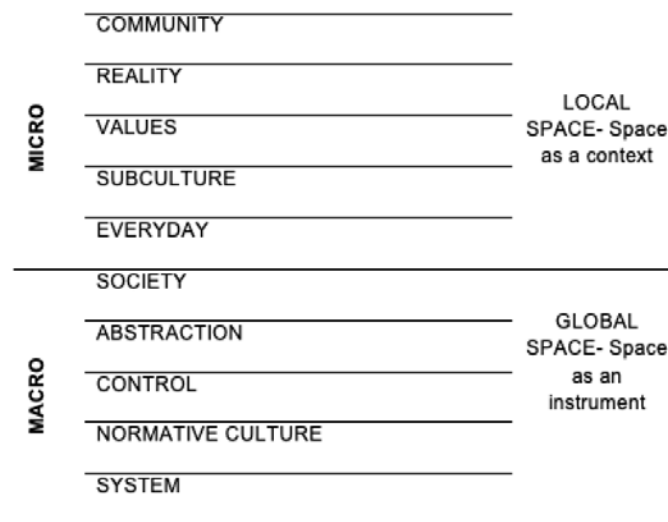 MICRO
COMMUNITY
REALITY
VALUES
SUBCULTURE
EVERYDAY
LOCAL
SPACE- Space
as a context
MACRO
SOCIETY
ABSTRACTION
CONTROL
NORMATIVE CULTURE
SYSTEM
GLOBAL
SPACE- Space
as an
instrument